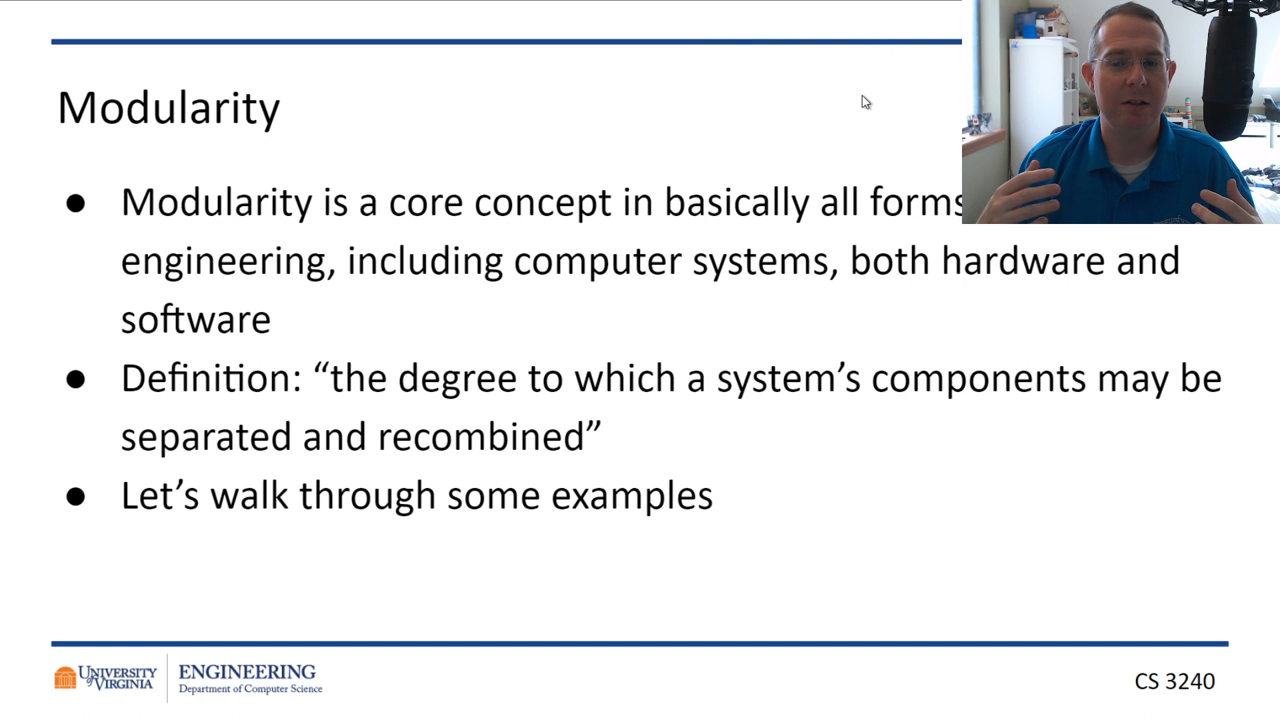 Modularity
● Modularity is a core concept in basically all forms
engineering, including computer systems, both hardware and
software
● Definition: “the degree to which a system’s components may be
separated and recombined”
● Let’s walk through some examples
UNIVERSITY of VIRGINIA
ENGINEERING
Department of Computer Science
CS 3240